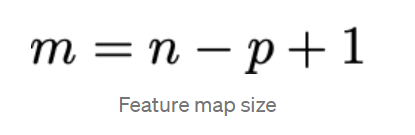 m = n − p + 1
Feature map size